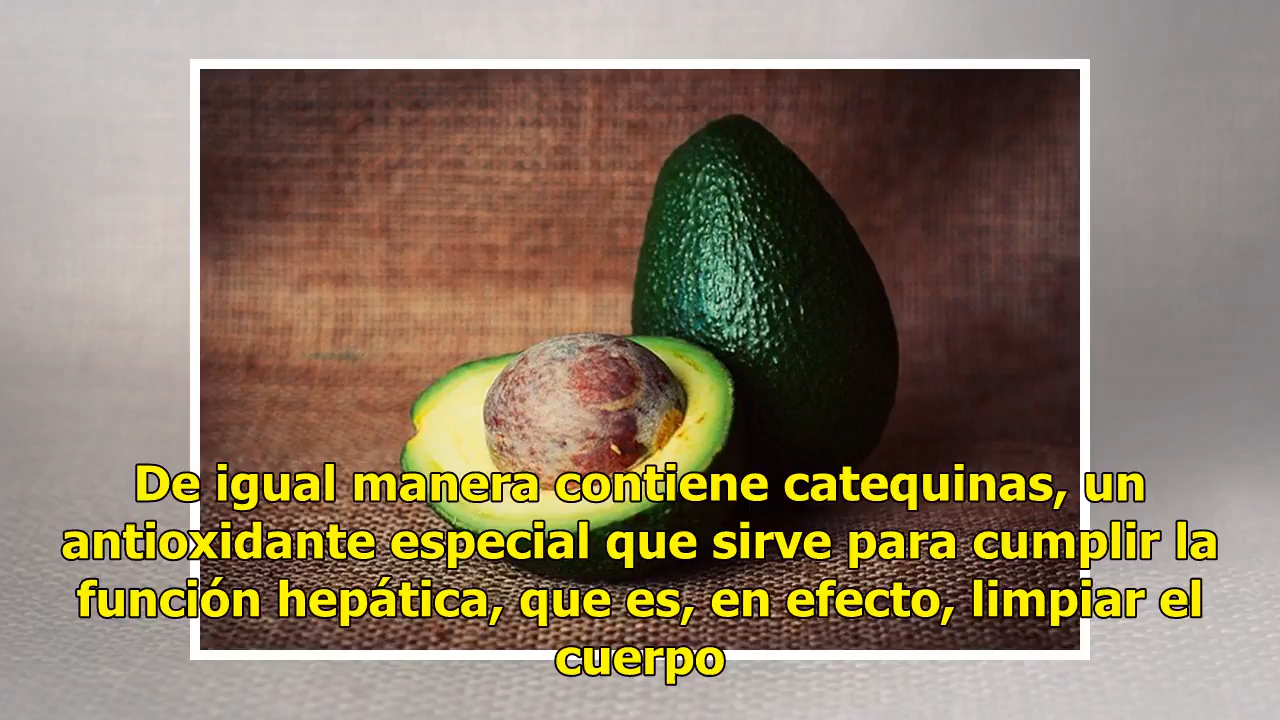 De igual manera contiene catequinas, un
antioxidante especial que sirve para cumplir la
función hepática, que es, en efecto, limpiar el
cuerpo